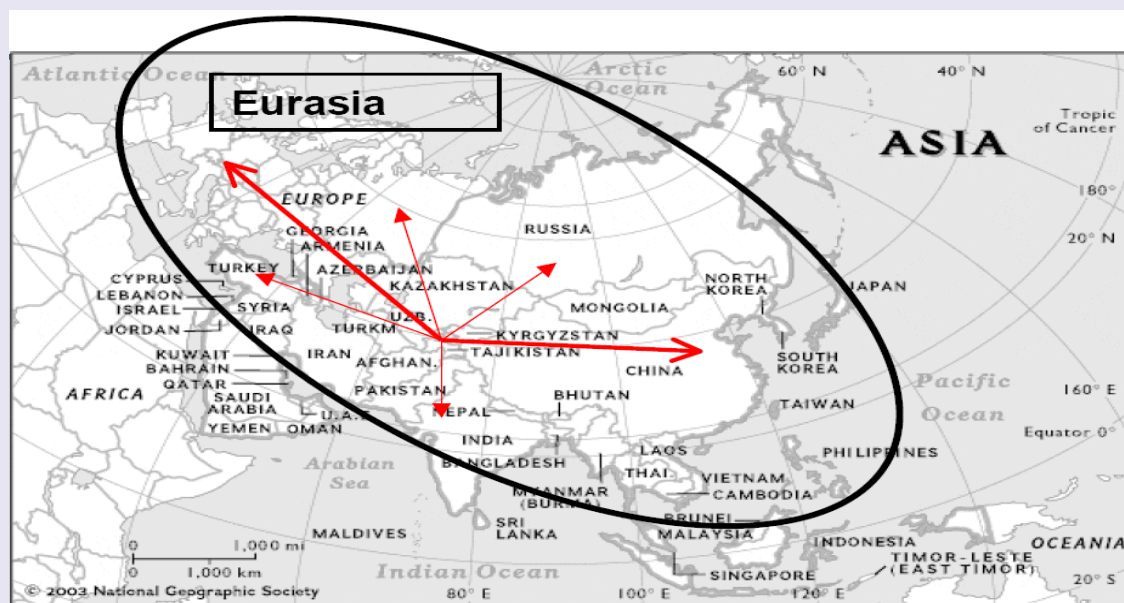 Atlantic Ocean
Arctic
Ocean
60° N
40° N
Eurasia
Tropic
of Cancer
ASIA
180°
20° N
EUROPE
RUSSIA
GEORGIA
ARMENIA
TURKEY
AZERBAIJAN
CYPRUS
KAZAKHSTAN
NORTH
KOREA
JAPAN
LEBANON
SYRIA
MONGOLIA
ISRAEL
UZB.
JORDAN
IRAQ
TURKM
KYRGYZSTAN
KUWAIT
IRAN
AFGHAN.
TAJIKISTAN
SOUTH
KOREA
BAHRAIN
CHINA
QATAR
PAKISTAN
Pacific
Ocean
160° E
AFRICA
SAUDI
ARABIA
BHUTAN
TAIWAN
U.A.E
NEPAL
YEMEN
OMAN
INDIA
Equator 0°
LAOS
PHILIPPINES
Arabian
Sea
BANGLADESH
THAI.
VIETNAM
MYANMAR
(BURMA)
CAMBODIA
BRUNEI
MALDIVES
SRI
LANKA
MALAYSIA
INDONESIA
OCEANIA
0
1,000 mi
0
1,000 km
TIMOR-LESTE
(EAST TIMOR)
Indian Ocean
SINGAPORE
20° S
© 2003 National Geographic Society
80° E
100° E
120° E